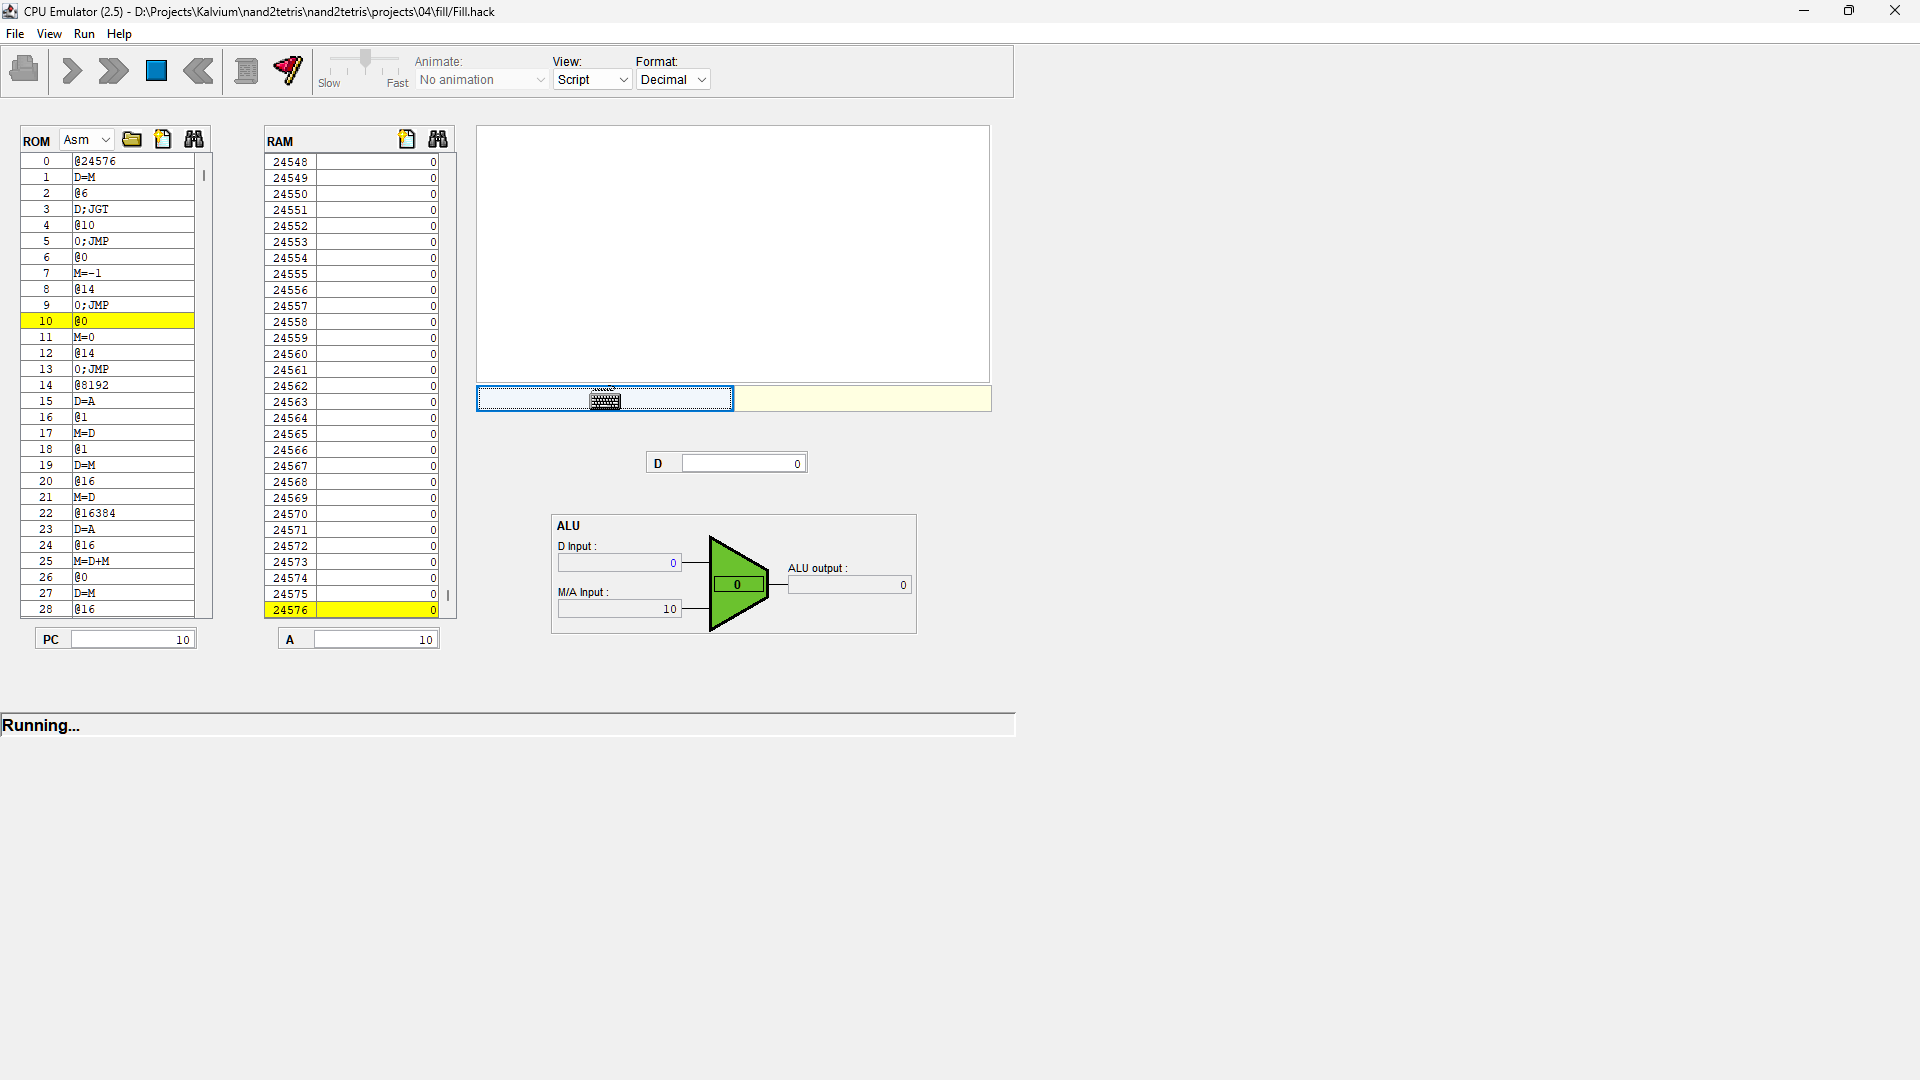 CPU Emulator (2.5) - D:\Projects\Kalvium\nand2tetris\nand2tetris\projects\04\fill/Fill.hack
File View Run Help
Animate: View: Format:
Slow Fast No animation Script Decimal
ROM Asm
0 @24576
1 D=M
2 @6
3 D;JGT
4 @10
5 0;JMP
6 @0
7 M=-1
8 @14
9 0;JMP
10 @0
11 M=0
12 @14
13 0;JMP
14 @8192
15 D=A
16 @1
17 M=D
18 @1
19 D=M
20 @16
21 M=D
22 @16384
23 D=A
24 @16
25 M=D+M
26 @0
27 D=M
28 @16
PC 10
RAM
24548 0
24549 0
24550 0
24551 0
24552 0
24553 0
24554 0
24555 0
24556 0
24557 0
24558 0
24559 0
24560 0
24561 0
24562 0
24563 0
24564 0
24565 0
24566 0
24567 0
24568 0
24569 0
24570 0
24571 0
24572 0
24573 0
24574 0
24575 0
24576 0
A 10
D 0
ALU
D Input :
0
M/A Input :
10
0
ALU output :
0
Running...